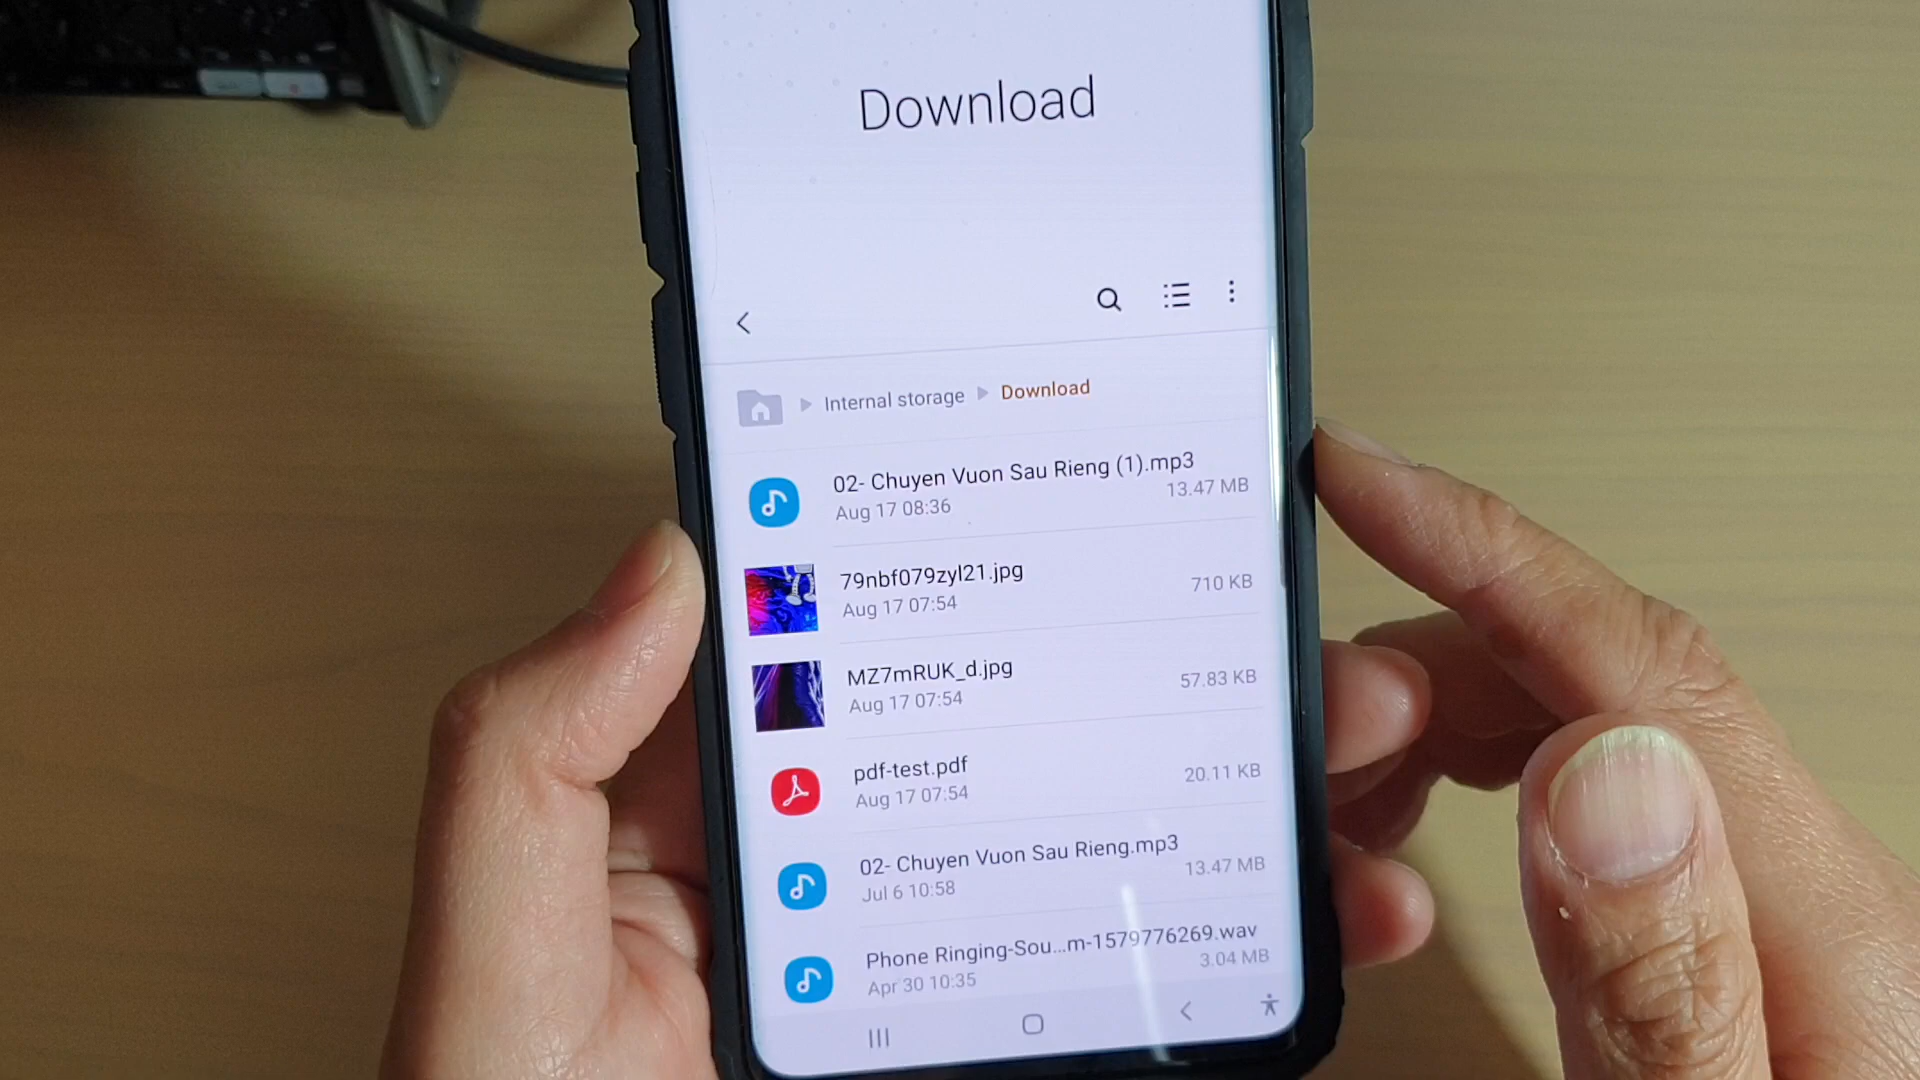 Download
Internal storage Download
02- Chuyen Vuon Sau Rieng (1).mp3
Aug 17 08:36
13.47 MB
79nbf079zyl21.jpg
Aug 17 07:54
710 KB
MZ7mRUK_d.jpg
Aug 17 07:54
57.83 KB
pdf-test.pdf
Aug 17 07:54
20.11 KB
02- Chuyen Vuon Sau Rieng.mp3
Jul 6 10:58
13.47 MB
Phone Ringing-Sou...m-1579776269.wav
Apr 30 10:35
3.04 MB